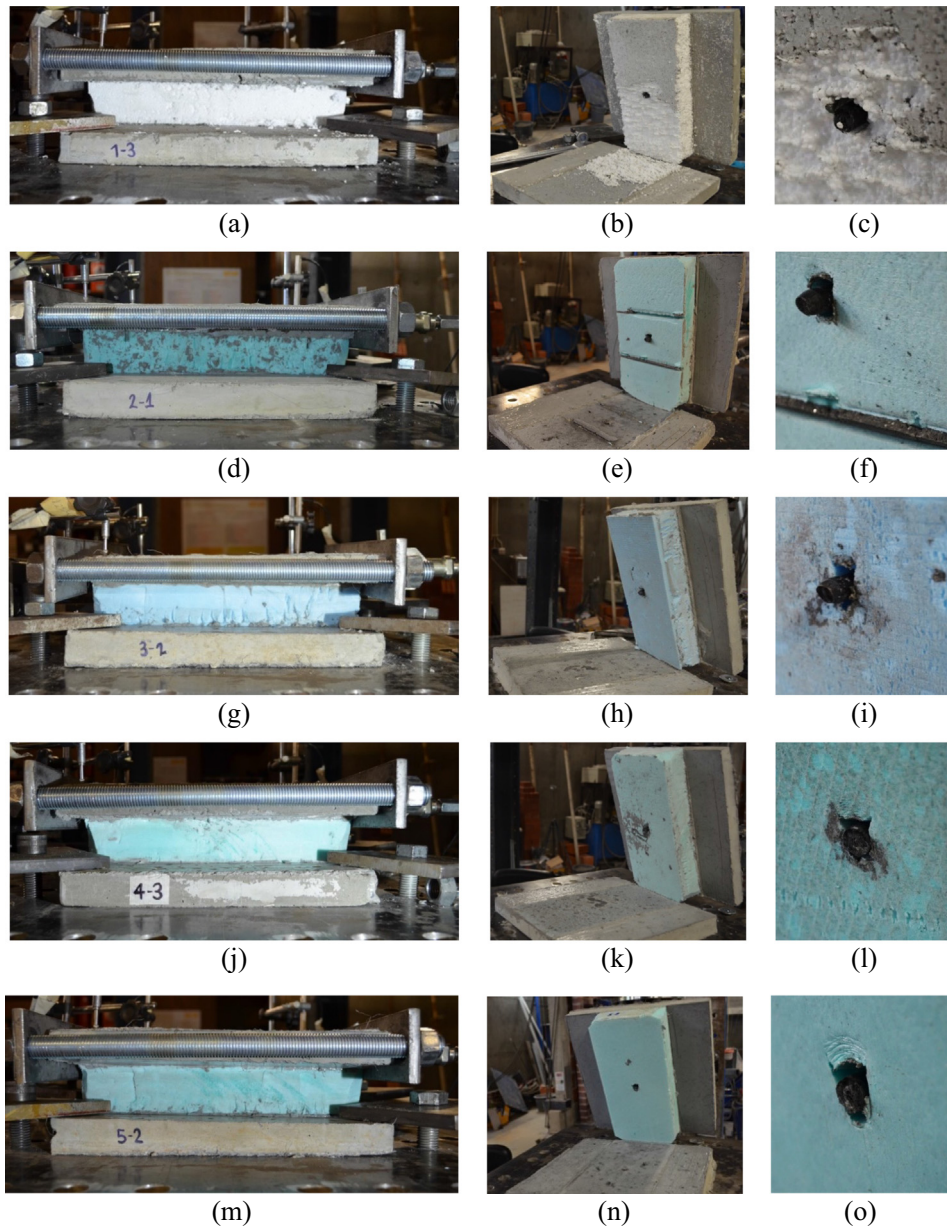 1-3
(a) (b) (c)
2-1
(d) (e) (f)
3-2
(g) (h) (i)
4-3
(j) (k) (l)
5-2
(m) (n) (o)